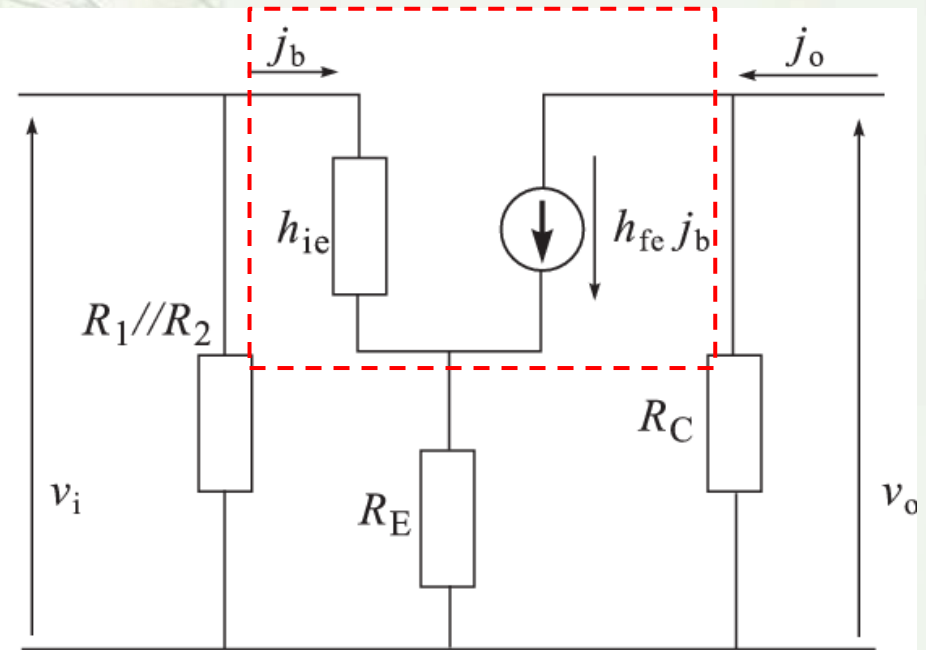 j_b
j_o
h_ie
h_fe j_b
R_1//R_2
R_C
v_i
R_E
v_o